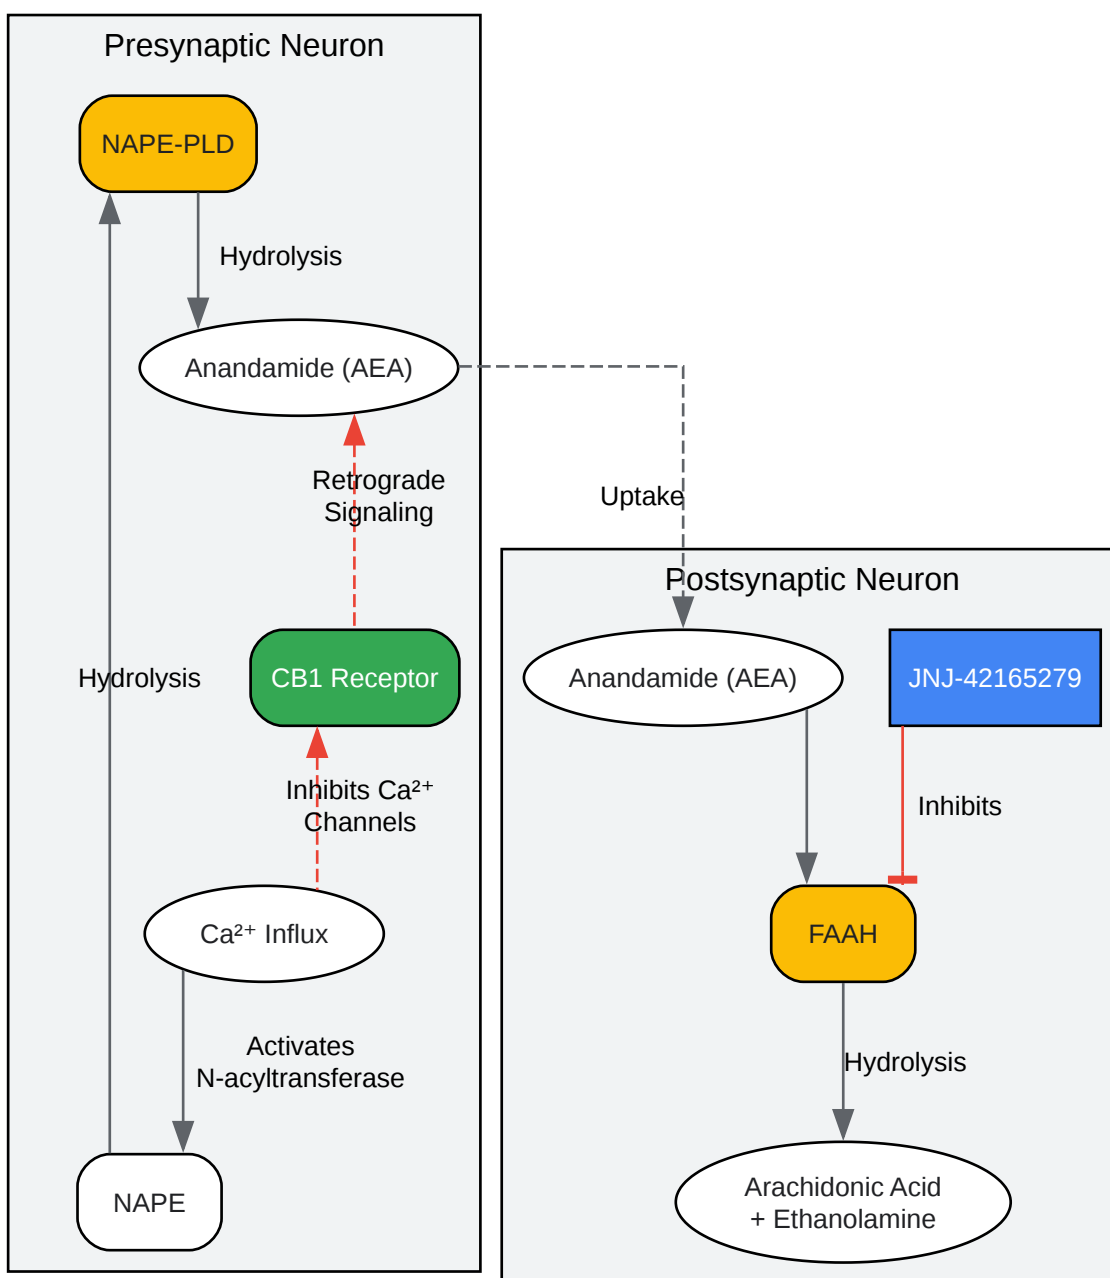 Presynaptic Neuron
NAPE-PLD
Hydrolysis
Anandamide (AEA)
Retrograde
Signaling
Uptake
Hydrolysis
CB1 Receptor
Inhibits Ca²⁺
Channels
Ca²⁺ Influx
Activates
N-acyltransferase
NAPE
Postsynaptic Neuron
Anandamide (AEA)
JNJ-42165279
Inhibits
FAAH
Hydrolysis
Arachidonic Acid
+ Ethanolamine